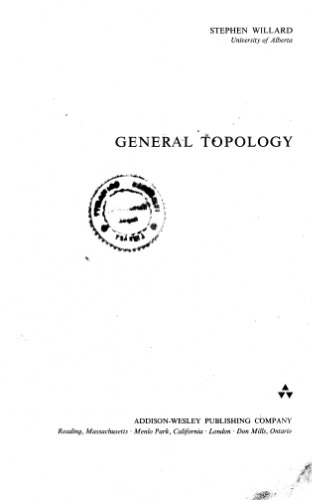 STEPHEN WILLARD
University of Alberta
GENERAL TOPOLOGY
ADDISON-WESLEY PUBLISHING COMPANY
Reading, Massachusetts · Menlo Park, California · London · Don Mills, Ontario